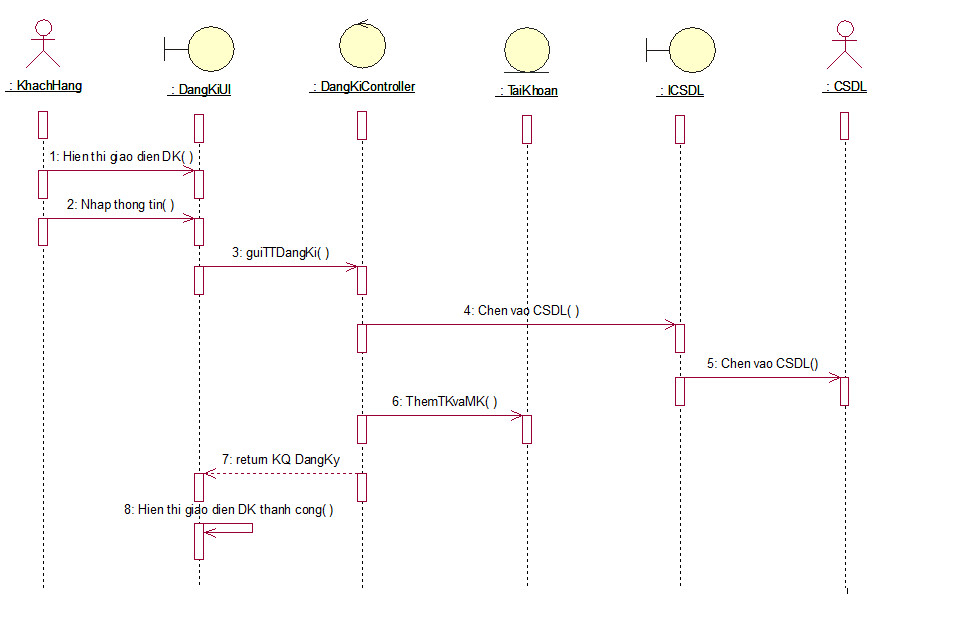 : KhachHang
: DangKiUI
: DangKiController
: TaiKhoan
: ICSDL
: CSDL
1: Hien thi giao dien DK( )
2: Nhap thong tin( )
3: guiTTDangKi( )
4: Chen vao CSDL( )
5: Chen vao CSDL()
6: ThemTKvaMK( )
7: return KQ DangKy
8: Hien thi giao dien DK thanh cong( )